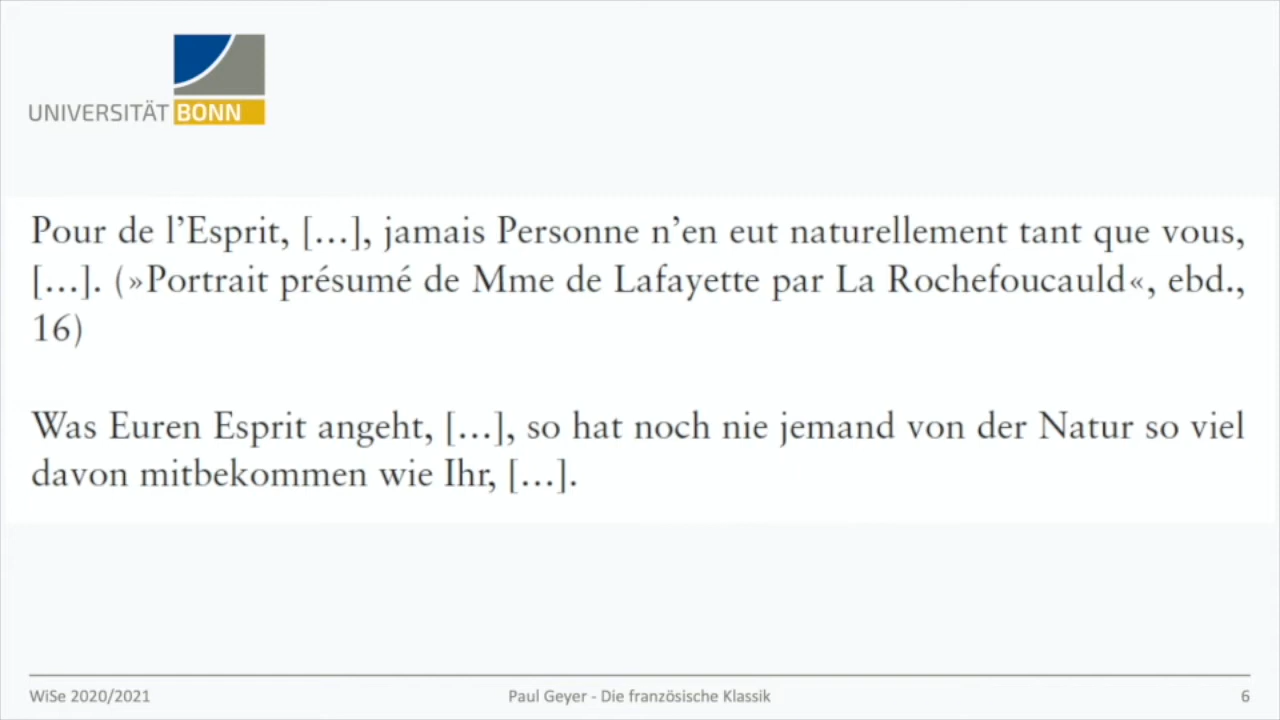 UNIVERSITÄT BONN
Pour de l’Esprit, […], jamais Personne n’en eut naturellement tant que vous,
[…]. (»Portrait présumé de Mme de Lafayette par La Rochefoucauld«, ebd.,
16)
Was Euren Esprit angeht, […], so hat noch nie jemand von der Natur so viel
davon mitbekommen wie Ihr, […].
WiSe 2020/2021
Paul Geyer - Die französische Klassik
6